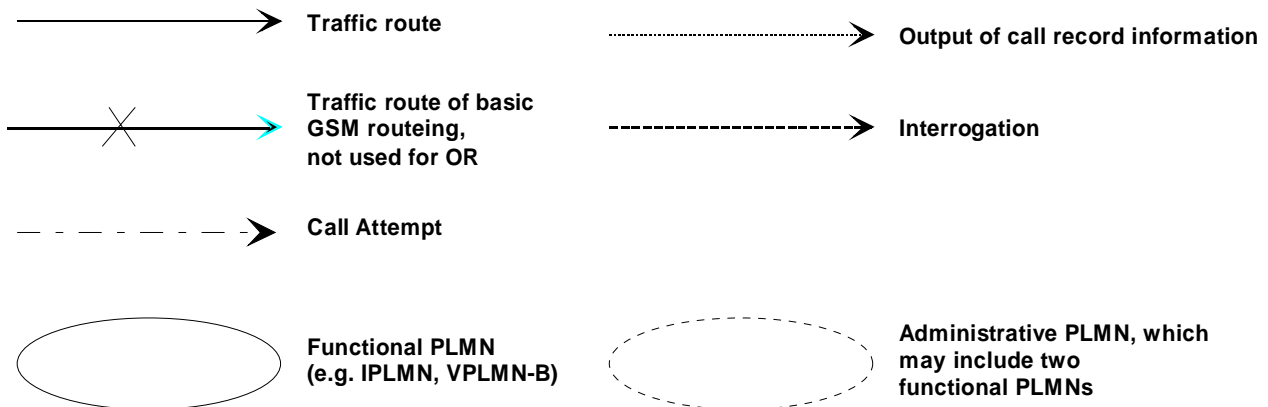 Traffic route
Output of call record information
Traffic route of basic
GSM routeing,
not used for OR
Interrogation
Call Attempt
Functional PLMN
(e.g. IPLMN, VPLMN-B)
Administrative PLMN, which
may include two
functional PLMNs